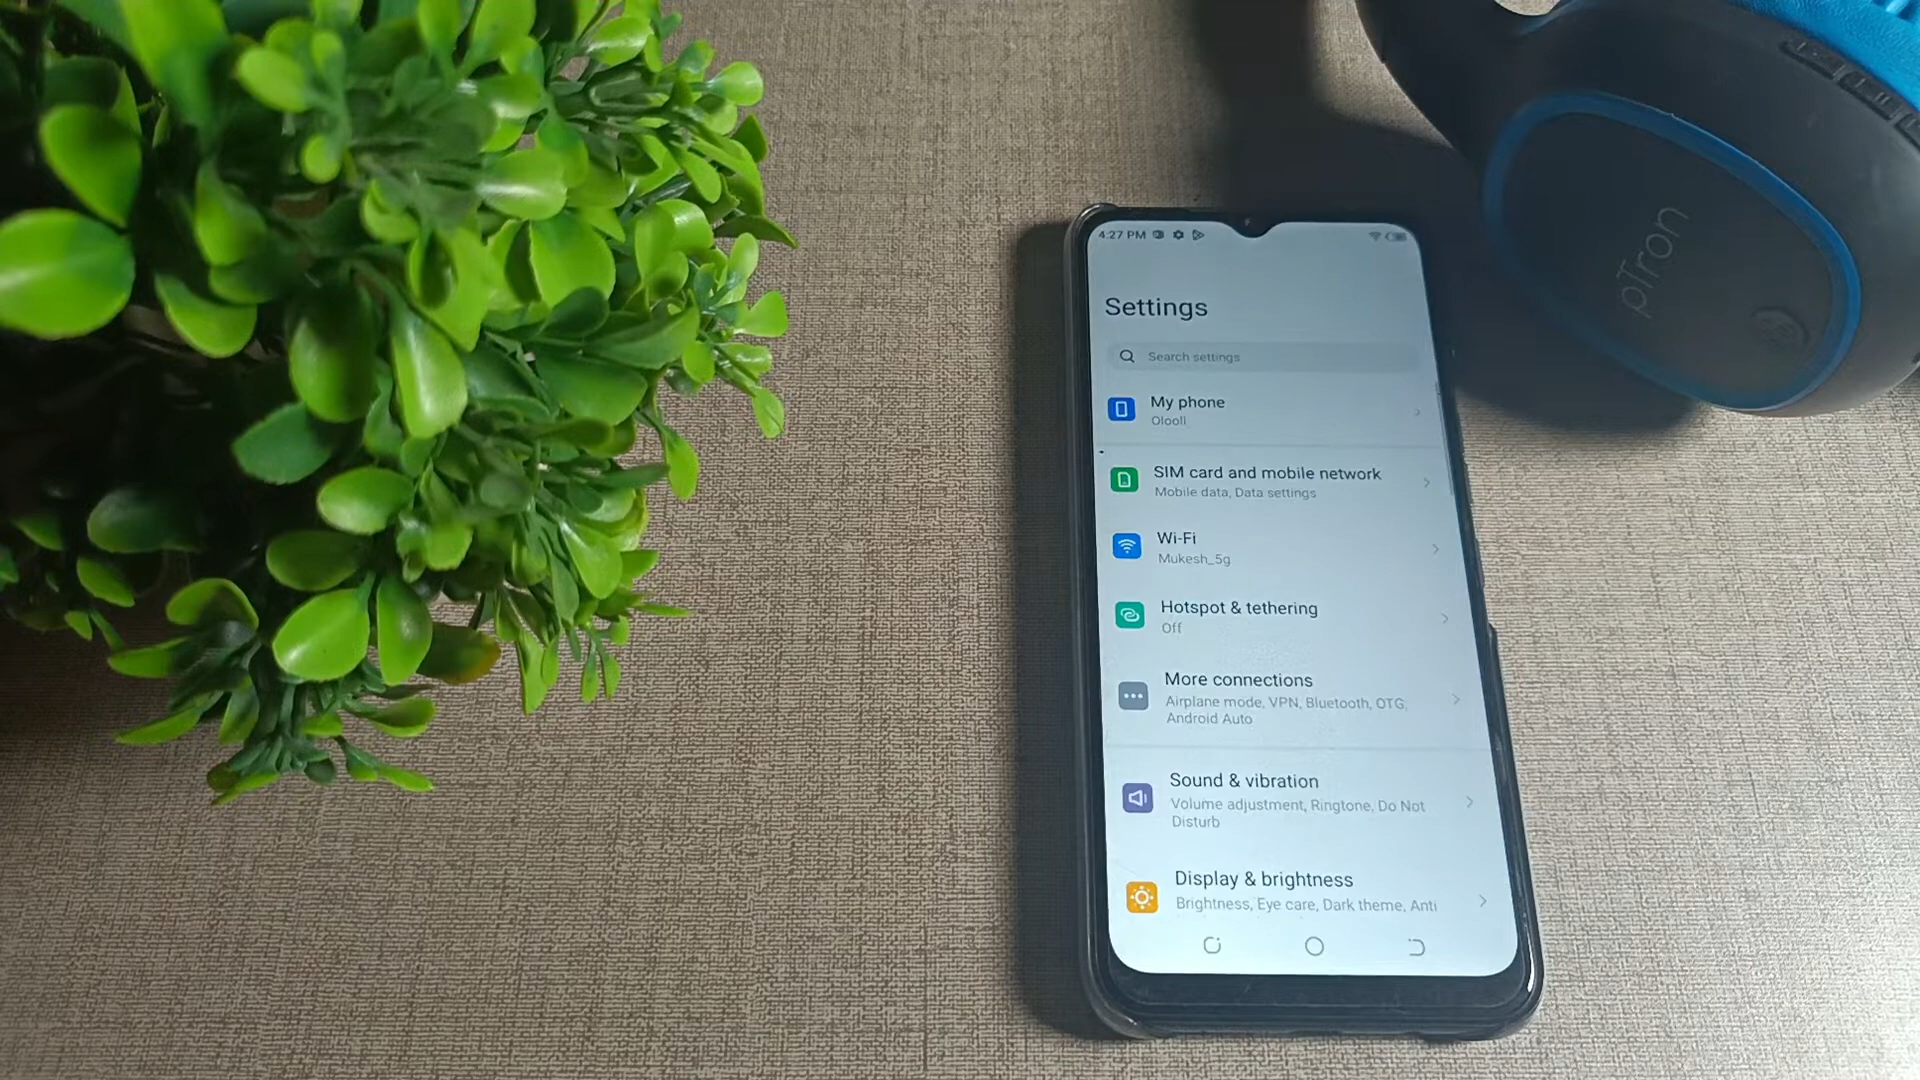 4:27 PM
Settings
Search settings
My phone
Olooll
SIM card and mobile network
Mobile data, Data settings
Wi-Fi
Mukesh_5g
Hotspot & tethering
Off
More connections
Airplane mode, VPN, Bluetooth, OTG,
Android Auto
Sound & vibration
Volume adjustment, Ringtone, Do Not
Disturb
Display & brightness
Brightness, Eye care, Dark theme, Anti
pTron